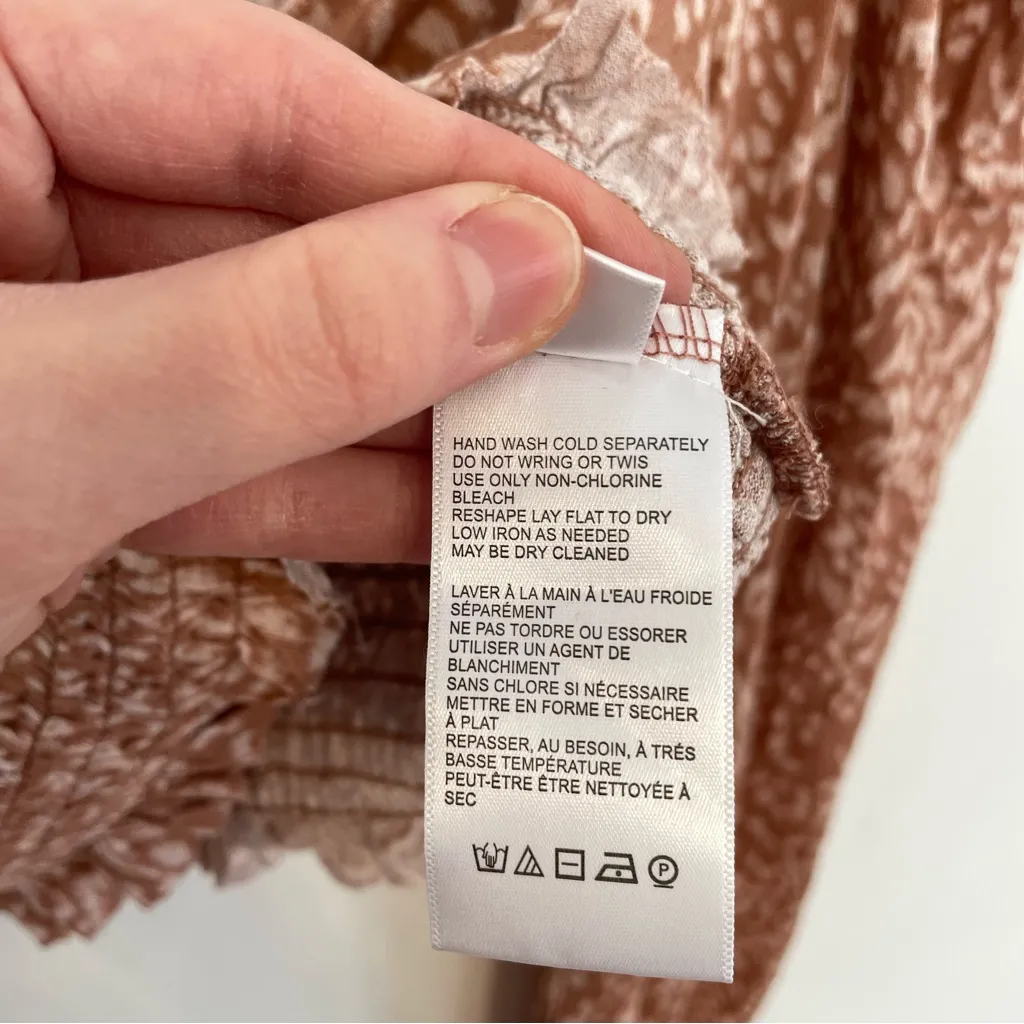 HAND WASH COLD SEPARATELY
DO NOT WRING OR TWIS
USE ONLY NON-CHLORINE
BLEACH
RESHAPE LAY FLAT TO DRY
LOW IRON AS NEEDED
MAY BE DRY CLEANED
LAVER À LA MAIN À L'EAU FROIDE
SÉPARÉMENT
NE PAS TORDRE OU ESSORER
UTILISER UN AGENT DE
BLANCHIMENT
SANS CHLORE SI NÉCESSAIRE
METTRE EN FORME ET SECHER
À PLAT
REPASSER, AU BESOIN, À TRÉS
BASSE TEMPÉRATURE
PEUT-ÊTRE ÊTRE NETTOYÉE À
SEC
P